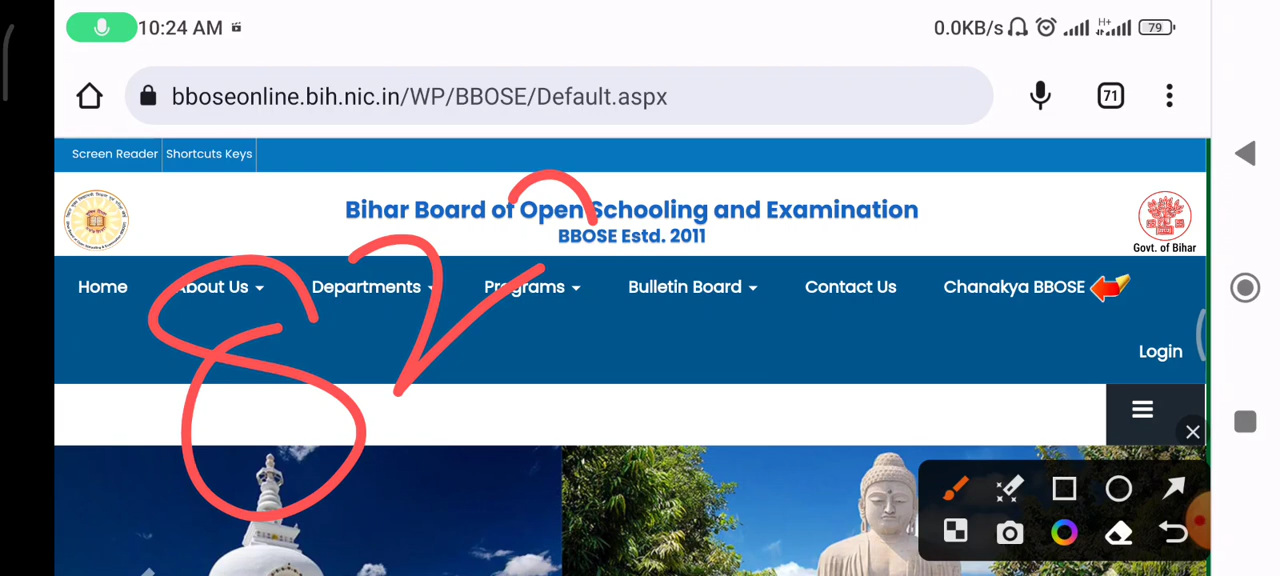 10:24 AM
0.0KB/s H+ 79
bboseonline.bih.nic.in/WP/BBOSE/Default.aspx 71
Screen Reader Shortcuts Keys
Bihar Board of Open Schooling and Examination
BBOSE Estd. 2011
Govt. of Bihar
Home About Us Departments Programs Bulletin Board Contact Us Chanakya BBOSE
Login